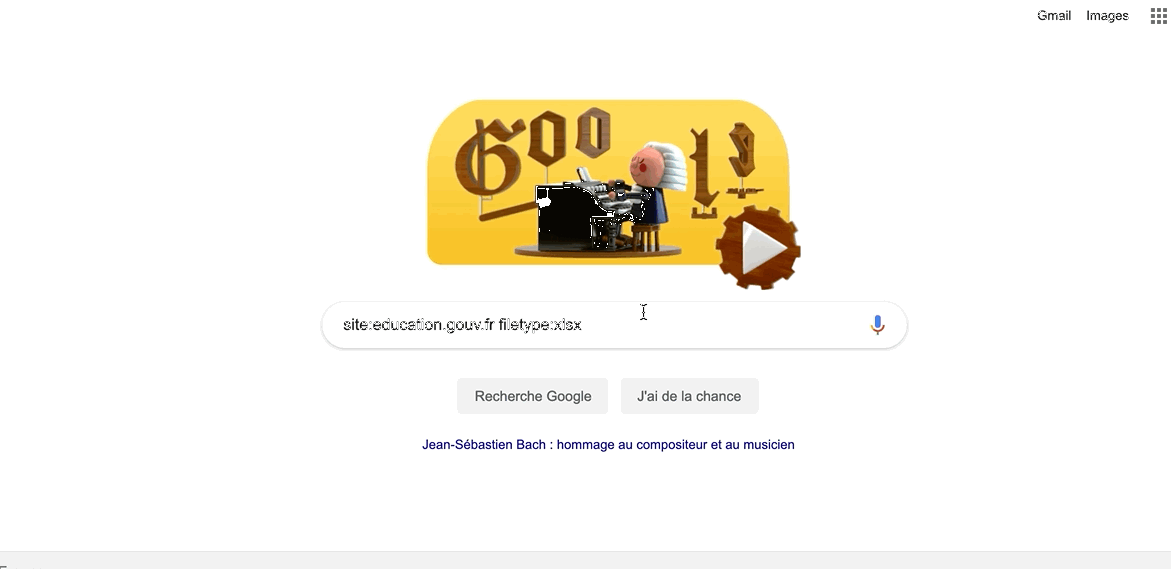 Gmail Images
Google
site:education.gouv.fr filetype:xlsx
Recherche Google J'ai de la chance
Jean-Sébastien Bach : hommage au compositeur et au musicien